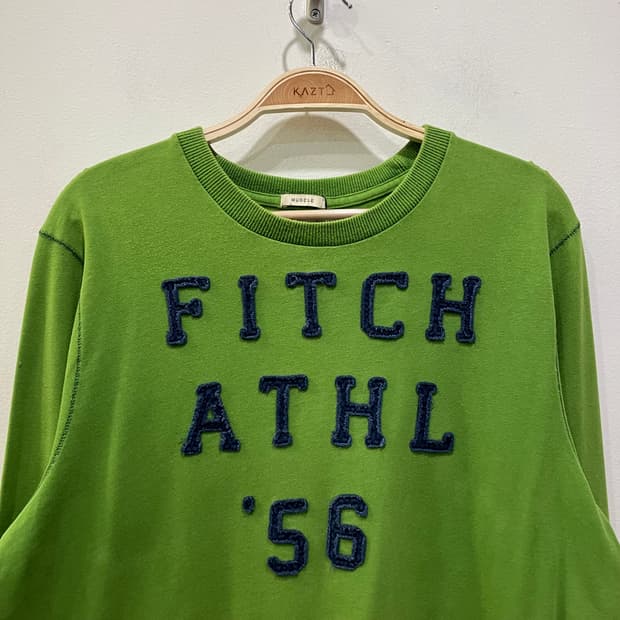 KAZT
MUSCLE
FITCH
ATHL
'56